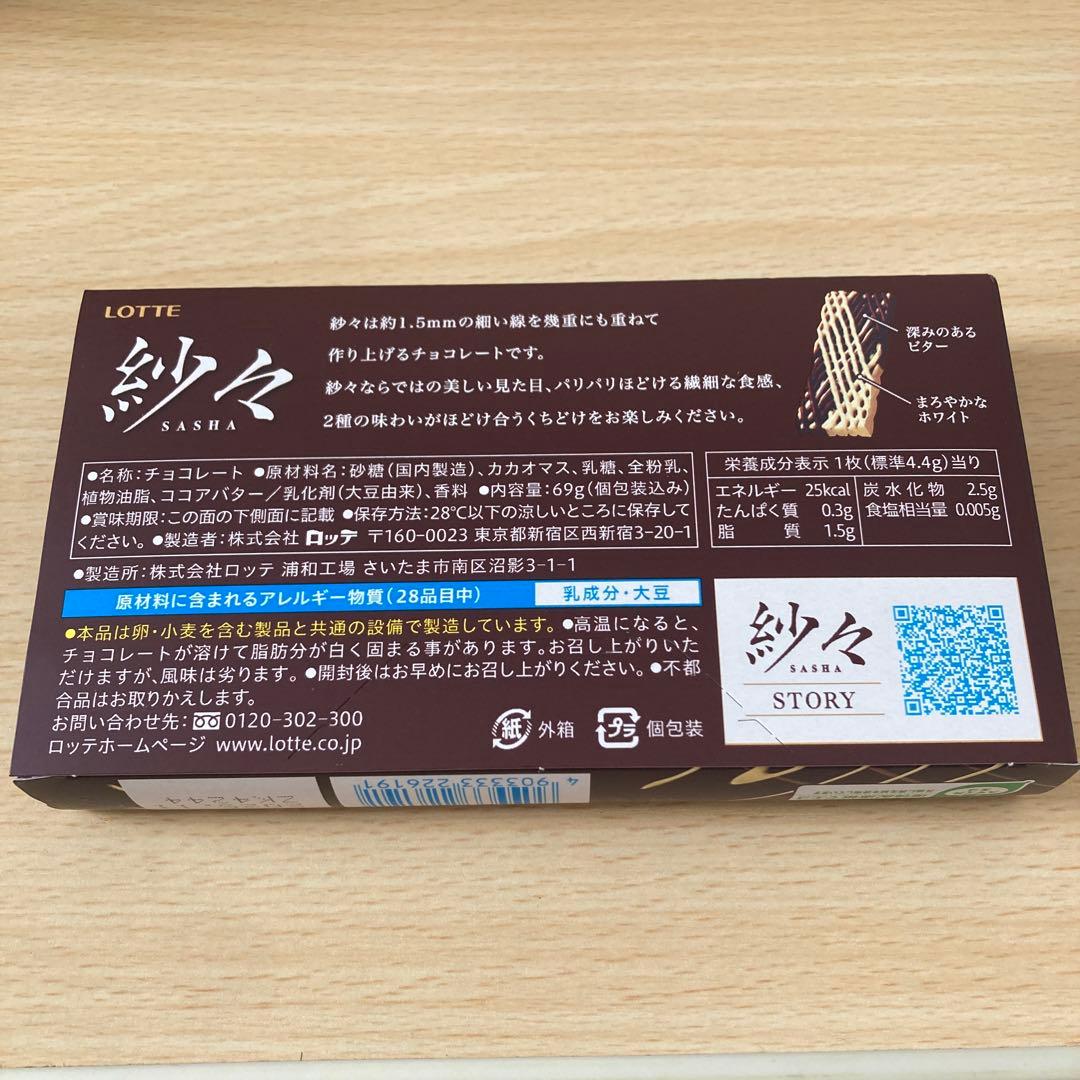 LOTTE
紗々
SASHA
紗々は約1.5mmの細い線を幾重にも重ねて
作り上げるチョコレートです。
紗々ならではの美しい見た目、パリパリほどける繊細な食感、
2種の味わいがほどけ合うくちどけをお楽しみください。
深みのある
ビター
まろやかな
ホワイト
●名称:チョコレート ●原材料名:砂糖(国内製造)、カカオマス、乳糖、全粉乳、
植物油脂、ココアバター/乳化剤(大豆由来)、香料 ●内容量:69g(個包装込み)
●賞味期限:この面の下側面に記載 ●保存方法:28℃以下の涼しいところに保存して
ください。●製造者:株式会社 ロッテ 〒160-0023 東京都新宿区西新宿3-20-1
●製造所:株式会社ロッテ 浦和工場 さいたま市南区沼影3-1-1
栄養成分表示 1枚(標準4.4g)当り
エネルギー 25kcal 炭水化物 2.5g
たんぱく質 0.3g 食塩相当量 0.005g
脂質 1.5g
原材料に含まれるアレルギー物質(28品目中) 乳成分・大豆
●本品は卵・小麦を含む製品と共通の設備で製造しています。●高温になると、
チョコレートが溶けて脂肪分が白く固まる事があります。お召し上がりいた
だけますが、風味は劣ります。●開封後はお早めにお召し上がりください。●不都
合品はお取りかえします。
お問い合わせ先: 0120-302-300
ロッテホームページ www.lotte.co.jp
紙 外箱
プラ 個包装
紗々
SASHA
STORY
4 903333 226191